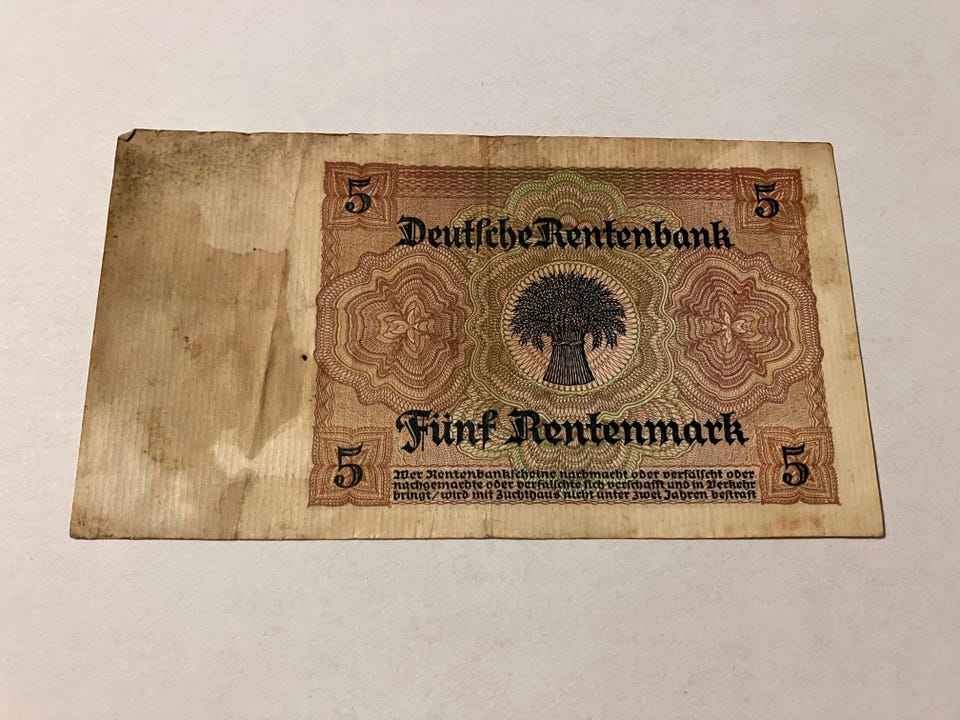 5 5
Deutsche Rentenbank
Fünf Rentenmark
5 5
Wer Rentenbankscheine nachmacht oder verfälscht oder
nachgemachte oder verfälschte sich verschafft und in Verkehr
bringt/wird mit Zuchthaus nicht unter zwei Jahren bestraft